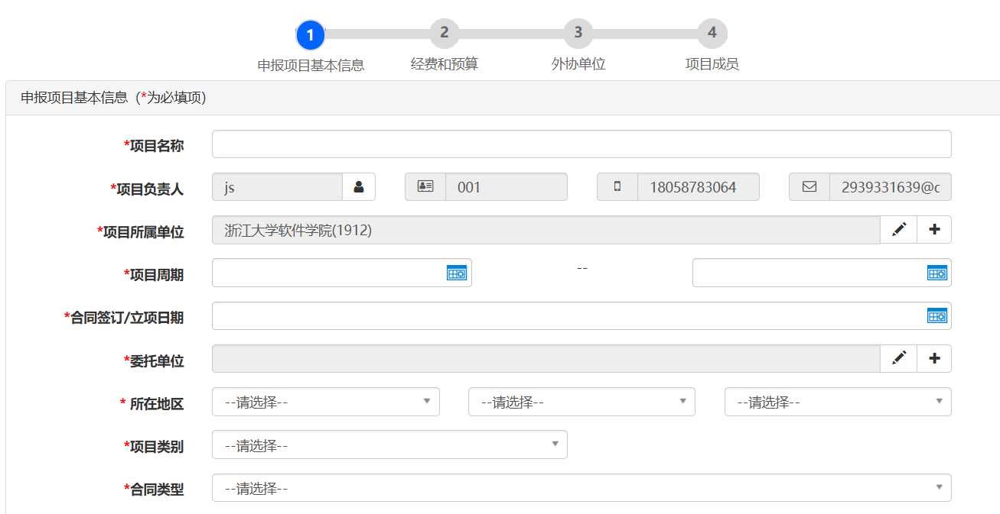 1
2
3
4
申报项目基本信息
经费和预算
外协单位
项目成员
申报项目基本信息（*为必填项）
*项目名称
*项目负责人 js 001 18058783064 2939331639@c
*项目所属单位 浙江大学软件学院(1912)
*项目周期 --
*合同签订/立项日期
*委托单位
* 所在地区 --请选择-- --请选择-- --请选择--
*项目类别 --请选择--
*合同类型 --请选择--